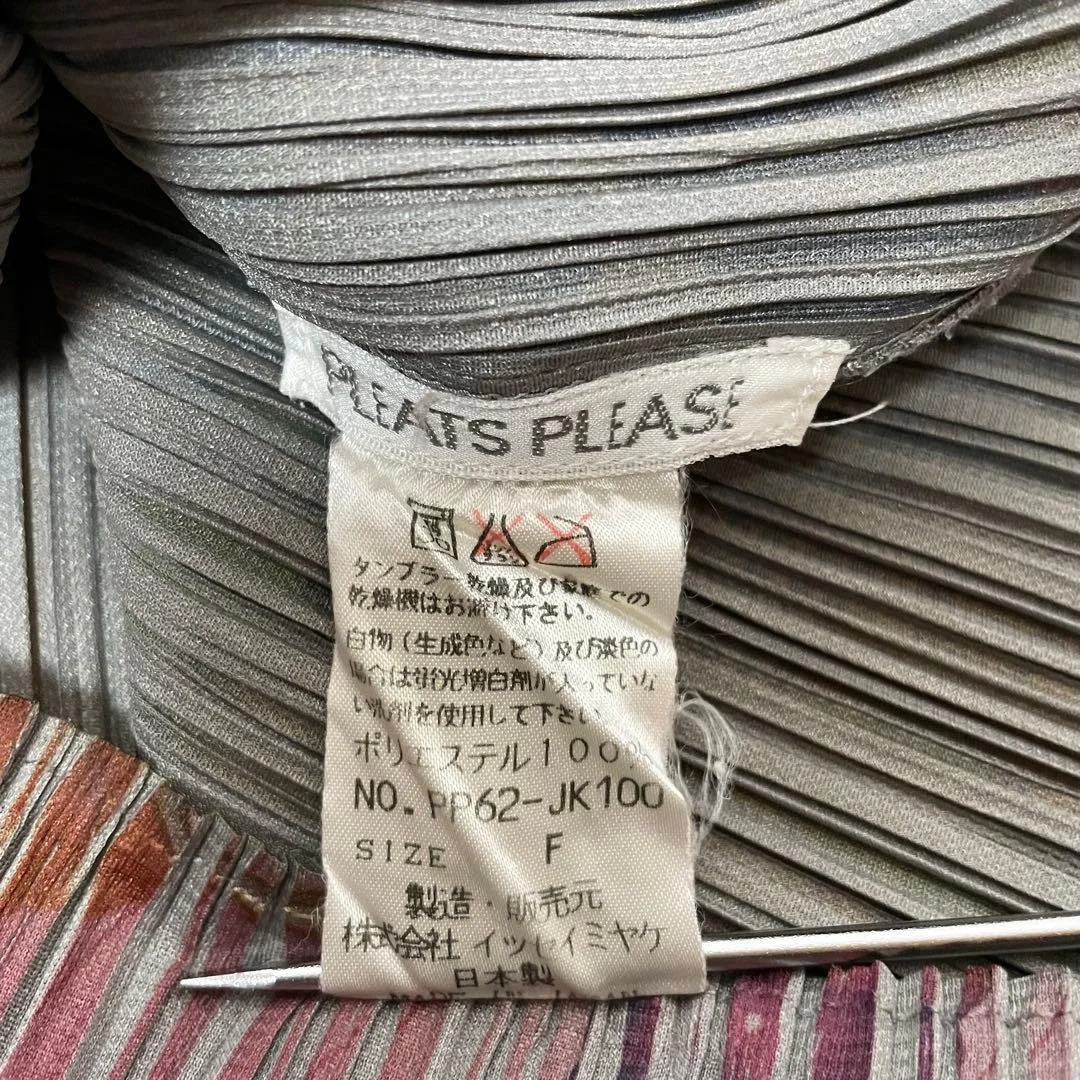 PLEATS PLEASE
タンブラー乾燥及び家庭での
乾燥機はお避け下さい。
白物(生成色など)及び淡色の
場合は蛍光増白剤が入っていな
い洗剤を使用して下さい。
ポリエステル100%
NO. PP62-JK100
SIZE F
製造・販売元
株式会社 イッセイミヤケ
日本製
MADE IN JAPAN